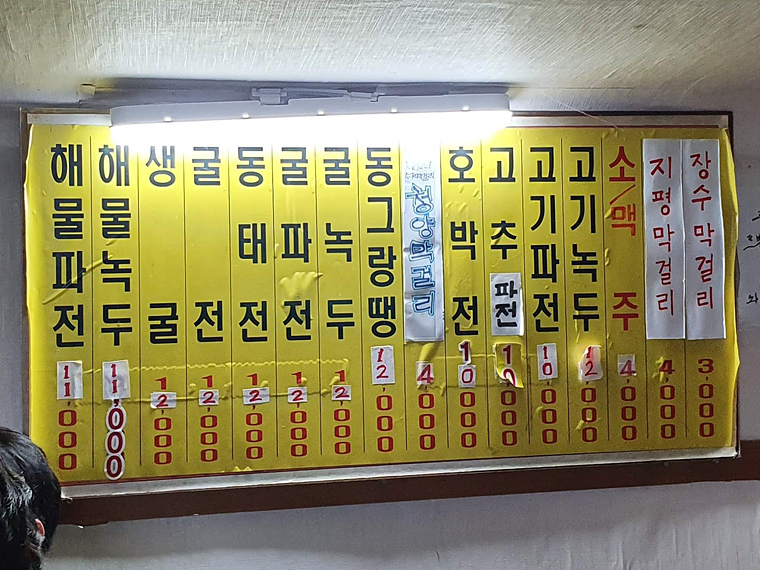 해물파전 11,000
해물녹두 11,000
생굴 12,000
굴전 12,000
동태전 12,000
굴파전 12,000
굴녹두 12,000
동그랑땡 12,000
막걸리 4,000
호박전 10,000
고추파전 10,000
고기파전 10,000
고기녹두 12,000
소/맥주 4,000
지평막걸리 4,000
장수막걸리 3,000